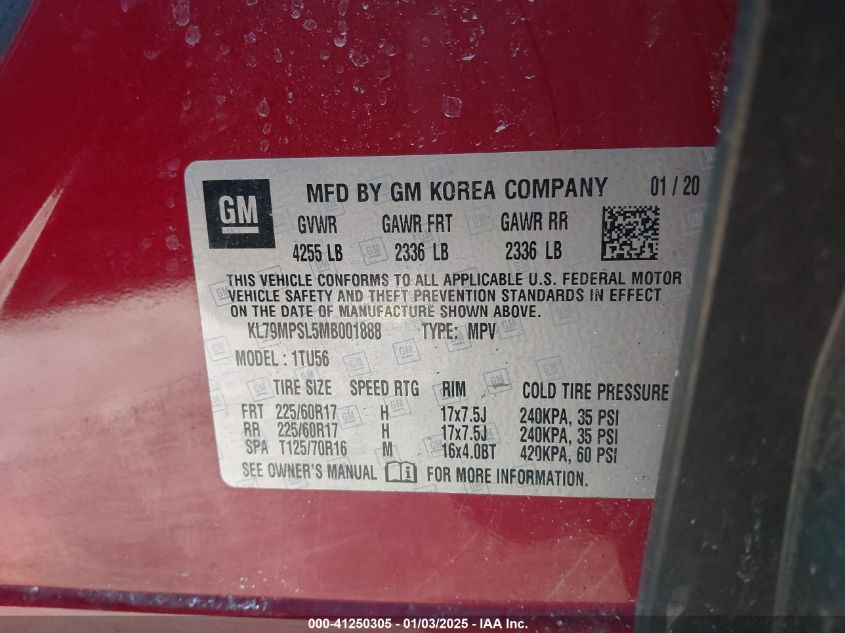 GM
MFD BY GM KOREA COMPANY 01 / 20
GVWR GAWR FRT GAWR RR
4255 LB 2336 LB 2336 LB
THIS VEHICLE CONFORMS TO ALL APPLICABLE U.S. FEDERAL MOTOR
VEHICLE SAFETY AND THEFT PREVENTION STANDARDS IN EFFECT
ON THE DATE OF MANUFACTURE SHOWN ABOVE.
KL79MPSL5MB001888 TYPE: MPV
MODEL : 1TU56
TIRE SIZE SPEED RTG RIM COLD TIRE PRESSURE
FRT 225/60R17 H 17x7.5J 240KPA, 35 PSI
RR 225/60R17 H 17x7.5J 240KPA, 35 PSI
SPA T125/70R16 M 16x4.0BT 420KPA, 60 PSI
SEE OWNER'S MANUAL FOR MORE INFORMATION.
000-41250305 - 01/03/2025 - IAA Inc.